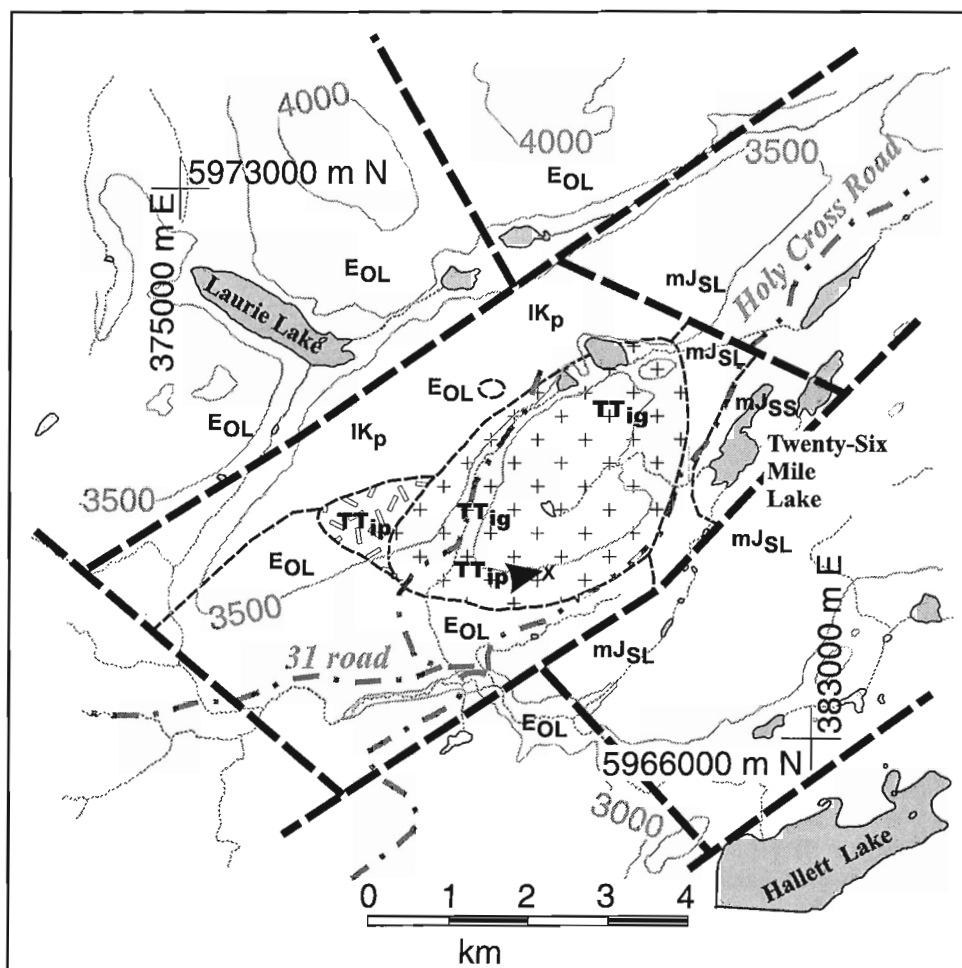 4000
4000
3500
5973000 m N
EOL
Holy Cross Road
375000 m E
EOL
mJSL
Laurie Lake
lKp
mJSL
EOL
mJSS
TTig
EOL
lKp
Twenty-Six
Mile
Lake
3500
TTip
TTig
mJSL
EOL
TTip
X
3500
EOL
383000 m E
31 road
mJSL
EOL
5966000 m N
3000
Hallett Lake
0 1 2 3 4
km